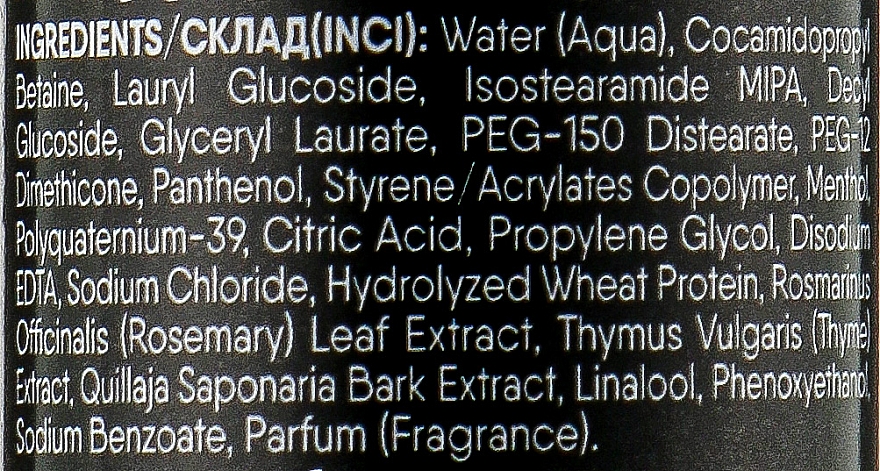 INGREDIENTS/СКЛАД(INCI): Water (Aqua), Cocamidopropyl
Betaine, Lauryl Glucoside, Isostearamide MIPA, Decyl
Glucoside, Glyceryl Laurate, PEG-150 Distearate, PEG-12
Dimethicone, Panthenol, Styrene/Acrylates Copolymer, Menthol,
Polyquaternium-39, Citric Acid, Propylene Glycol, Disodium
EDTA, Sodium Chloride, Hydrolyzed Wheat Protein, Rosmarinus
Officinalis (Rosemary) Leaf Extract, Thymus Vulgaris (Thyme)
Extract, Quillaja Saponaria Bark Extract, Linalool, Phenoxyethanol,
Sodium Benzoate, Parfum (Fragrance).